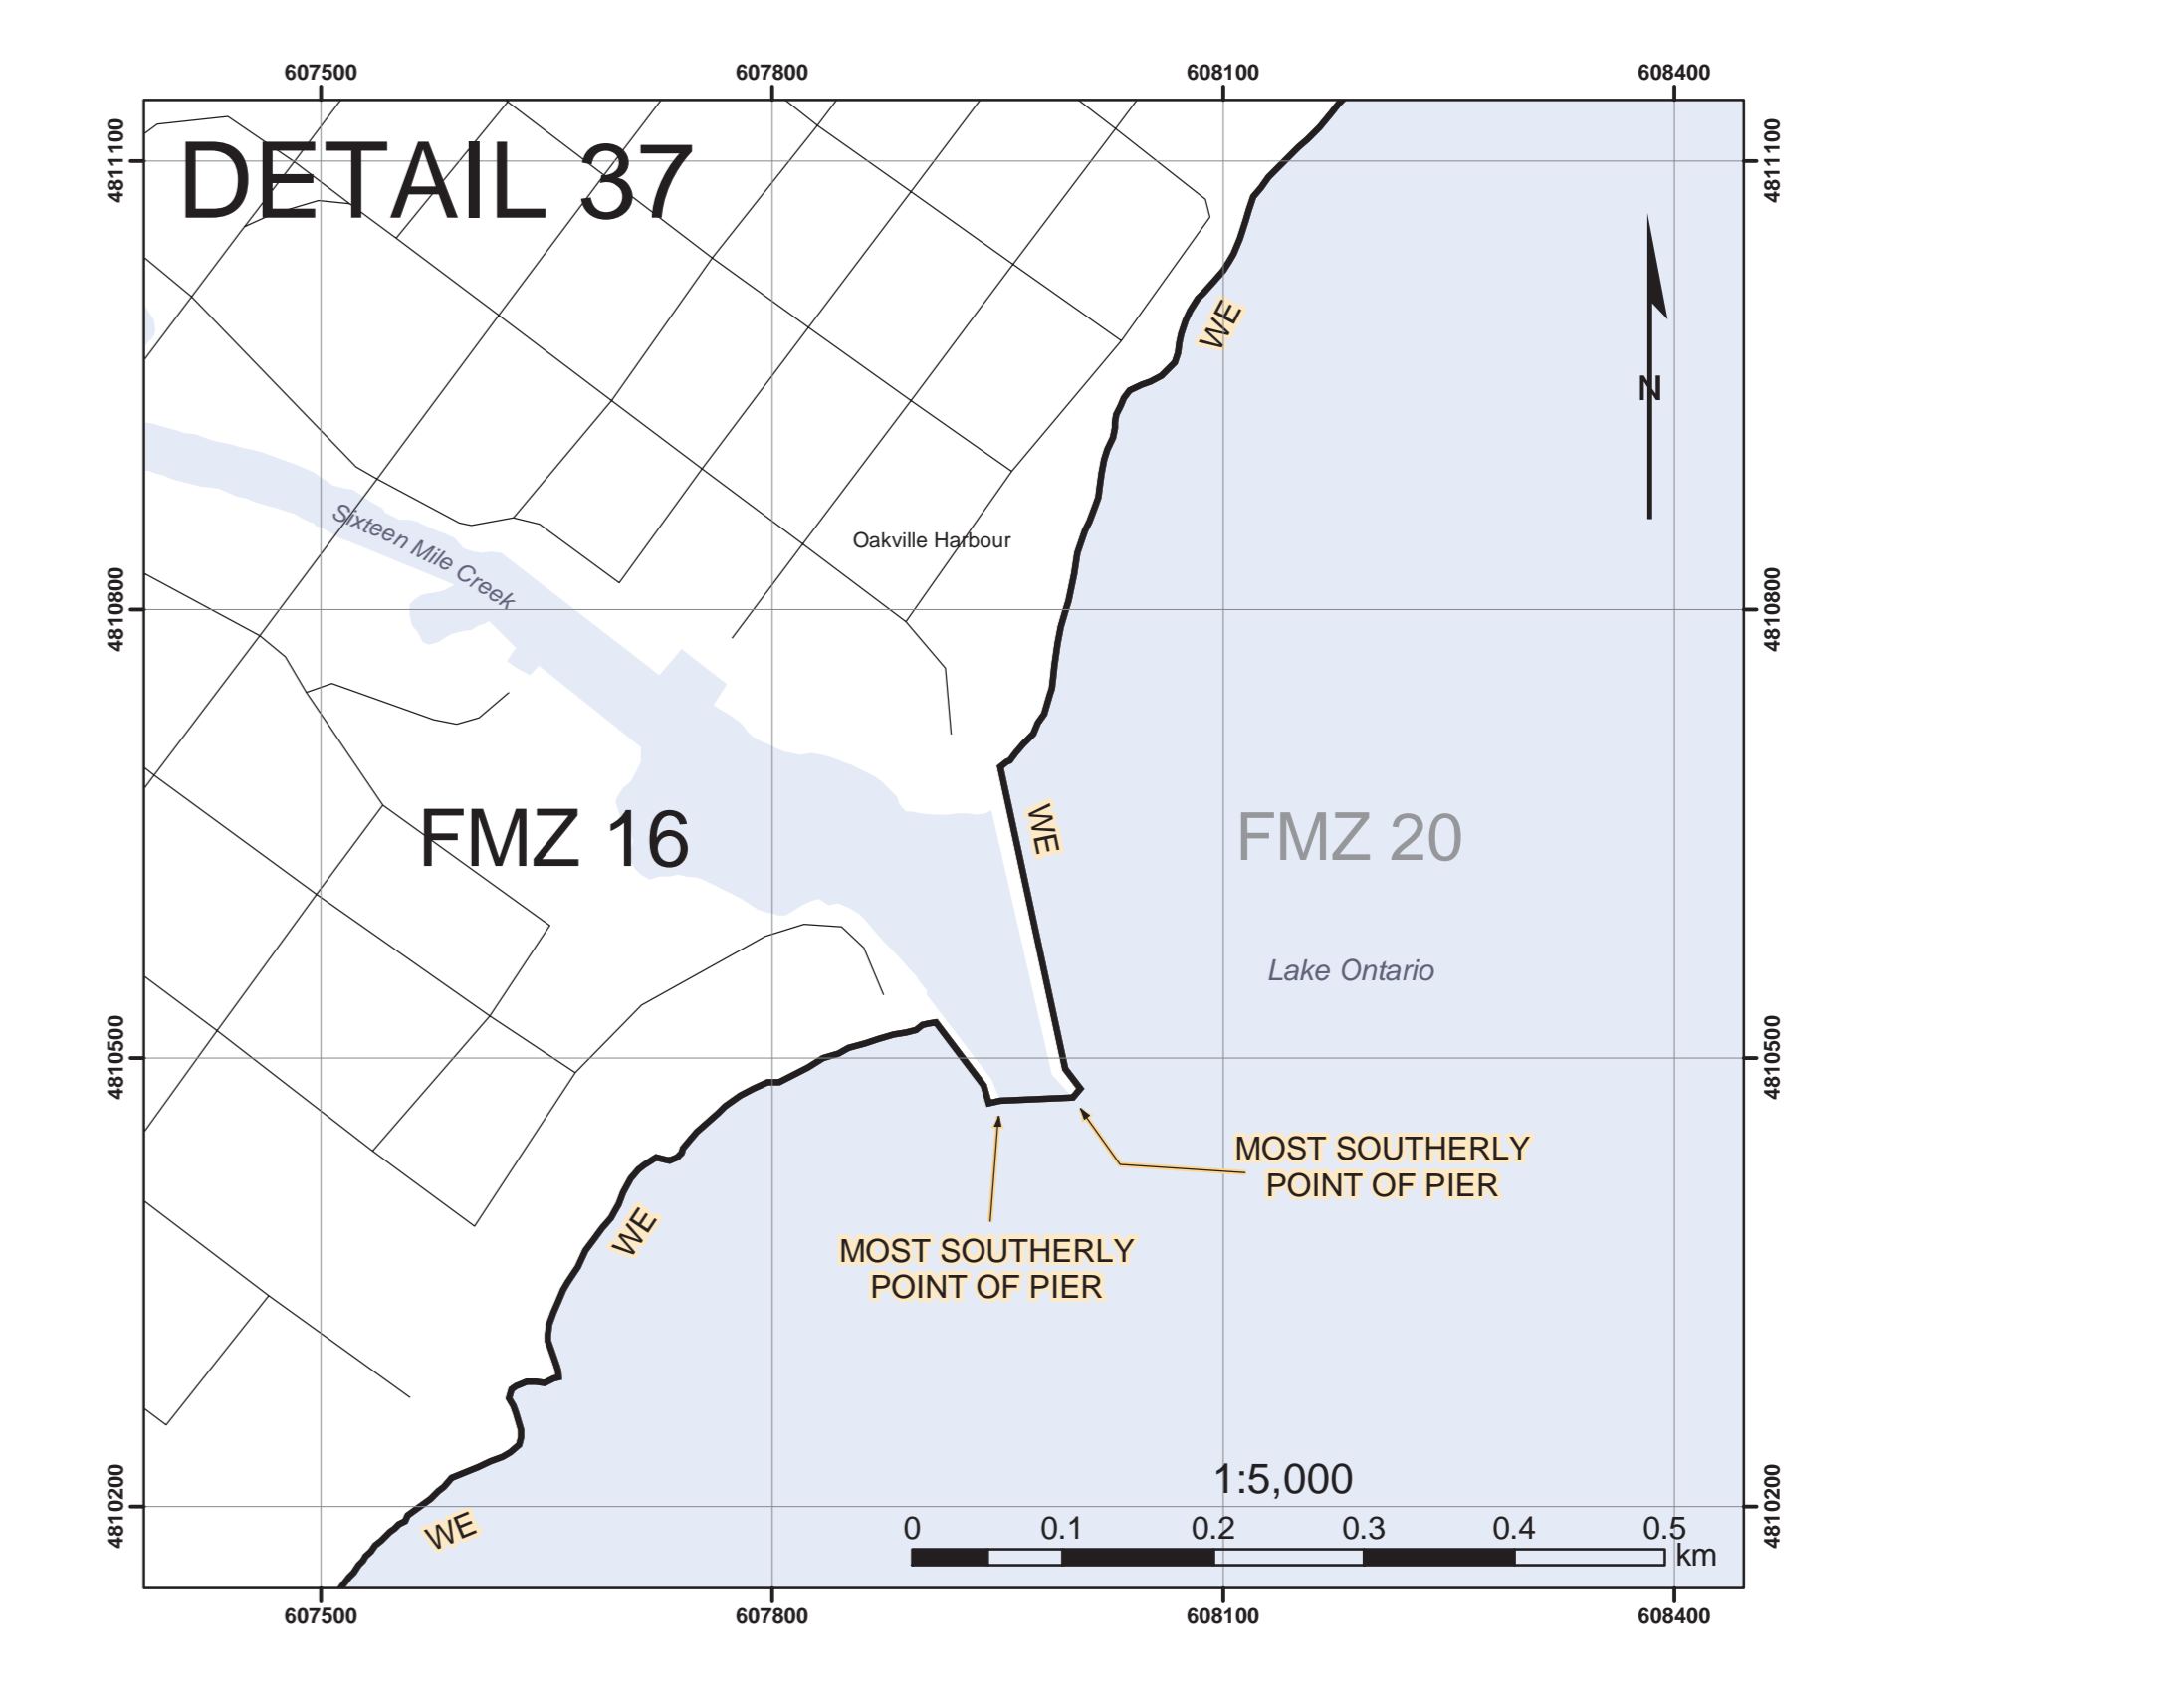 607500 607800 608100 608400
DETAIL 37
4811100 4811100
WE
N
Sixteen Mile Creek
Oakville Harbour
4810800 4810800
WE
FMZ 16
FMZ 20
Lake Ontario
4810500 4810500
MOST SOUTHERLY
POINT OF PIER
WE
MOST SOUTHERLY
POINT OF PIER
1:5,000
4810200 4810200
WE
0 0.1 0.2 0.3 0.4 0.5
km
607500 607800 608100 608400